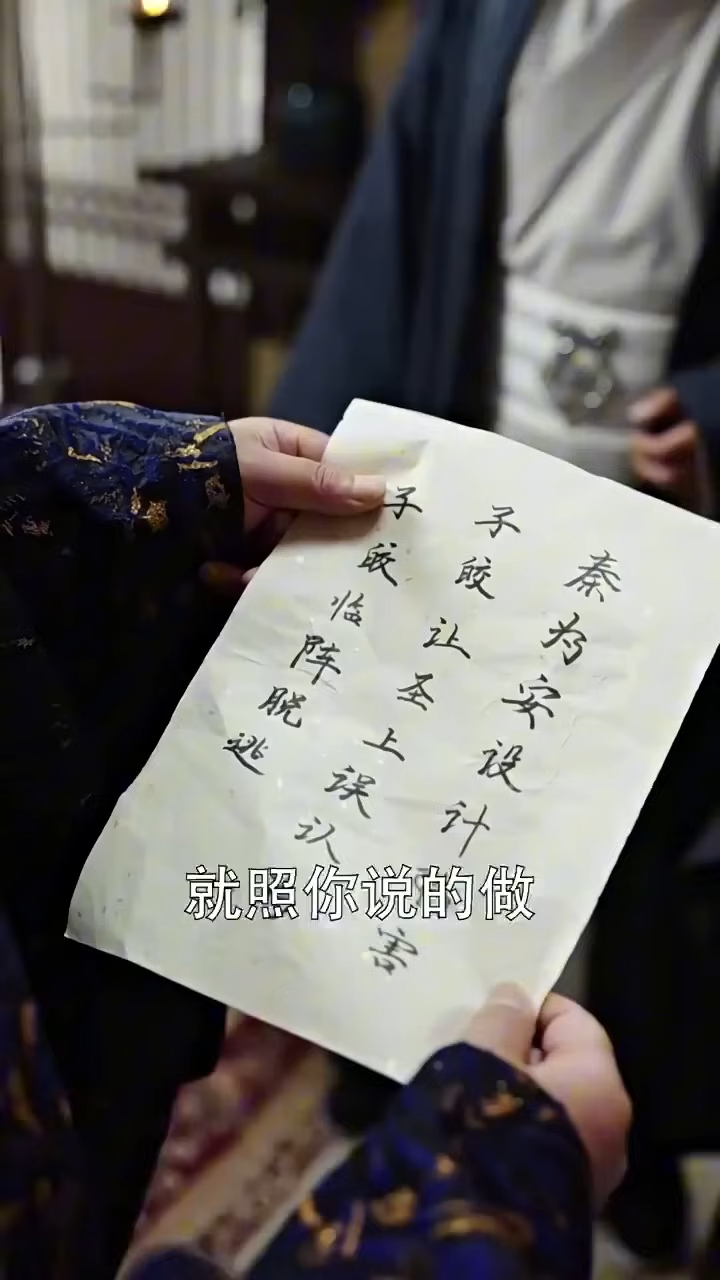 秦为安设计害
子皎让圣上误认
子皎临阵脱逃
就照你说的做